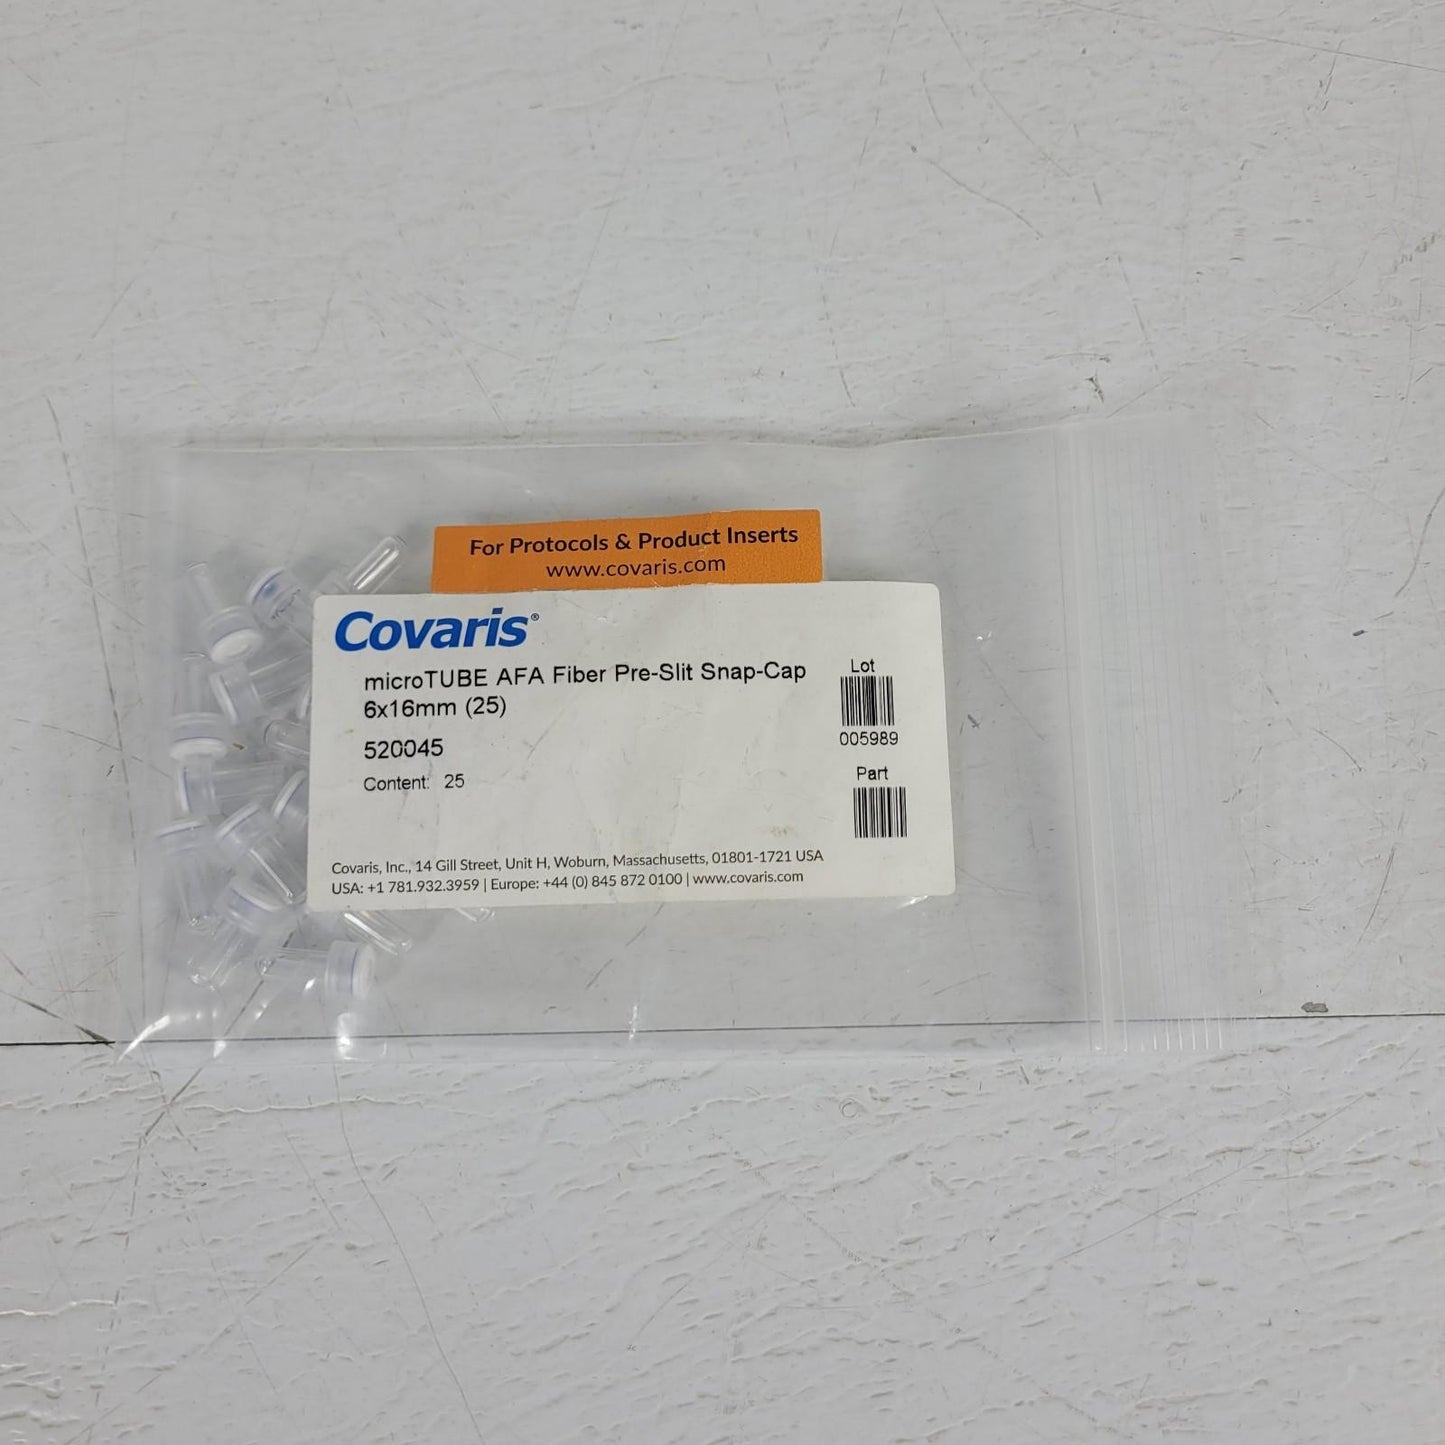 For Protocols & Product Inserts
www.covaris.com
Covaris®
microTUBE AFA Fiber Pre-Slit Snap-Cap
6x16mm (25)
520045
Content: 25
Lot
005989
Part
Covaris, Inc., 14 Gill Street, Unit H, Woburn, Massachusetts, 01801-1721 USA
USA: +1 781.932.3959 | Europe: +44 (0) 845 872 0100 | www.covaris.com